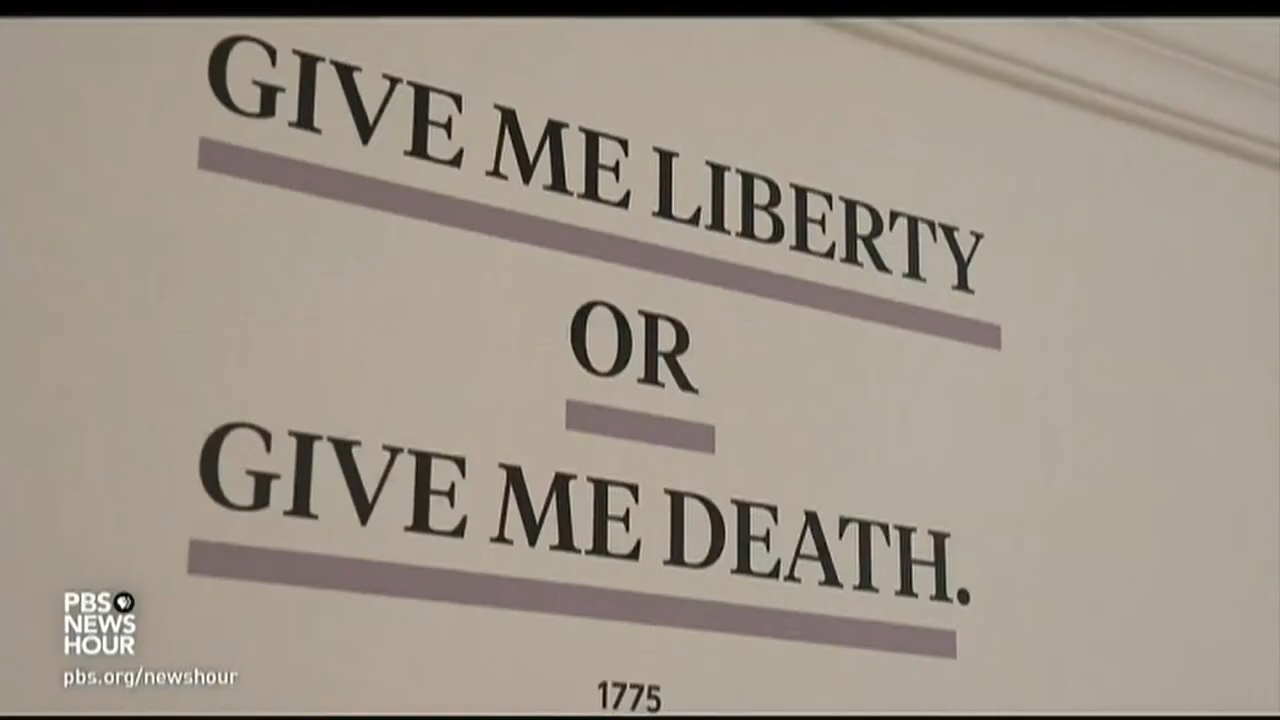 GIVE ME LIBERTY
OR
GIVE ME DEATH.
1775
PBS
NEWS
HOUR
pbs.org/newshour